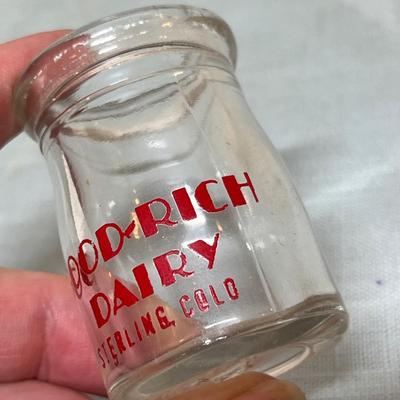 OOD-RICH
DAIRY
STERLING, COLO